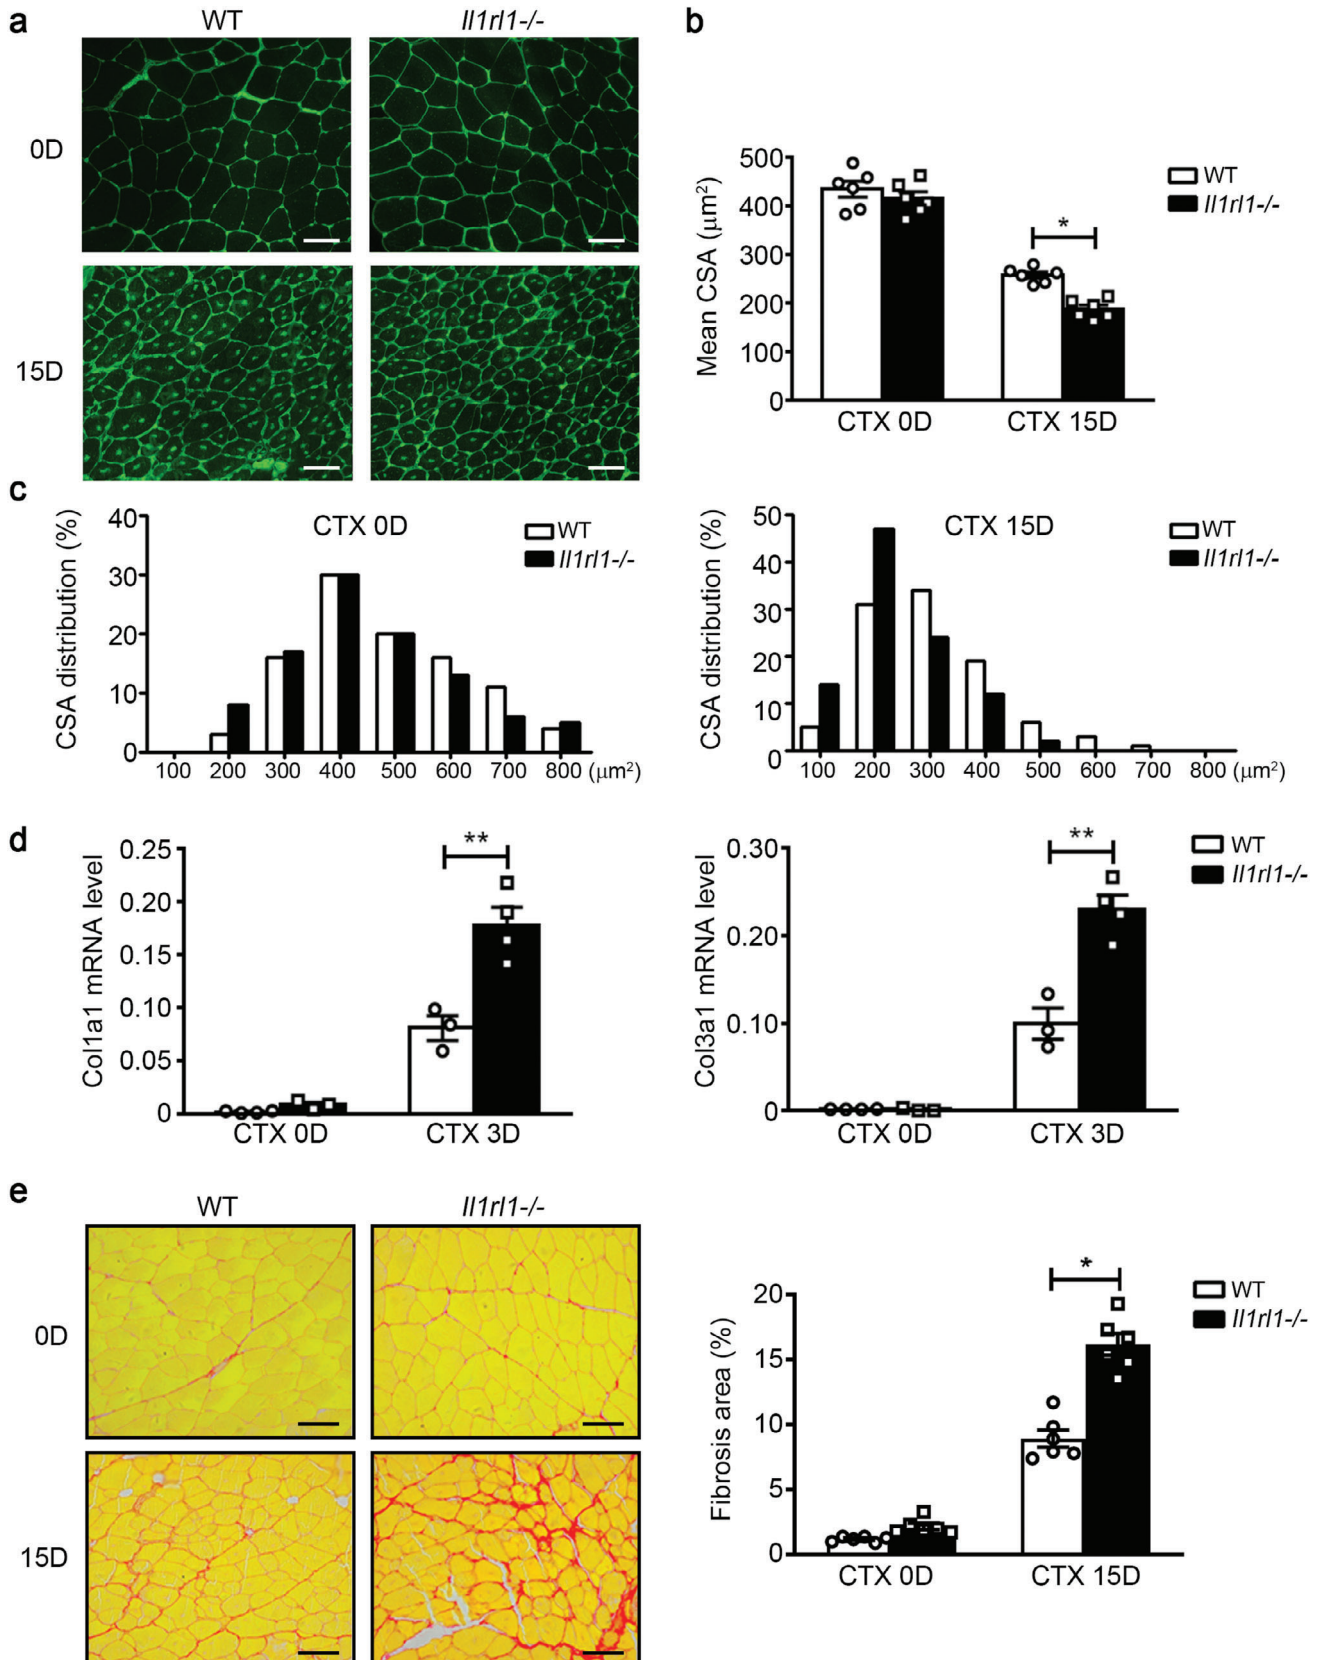 a
WT
Il1rl1-/-
0D
15D
b
Mean CSA (μm²)
500
400
300
200
100
0
*
CTX 0D
CTX 15D
WT
Il1rl1-/-
c
CSA distribution (%)
40
30
20
10
0
CTX 0D
WT
Il1rl1-/-
100 200 300 400 500 600 700 800 (μm²)
CSA distribution (%)
50
40
30
20
10
0
CTX 15D
WT
Il1rl1-/-
100 200 300 400 500 600 700 800 (μm²)
d
Col1a1 mRNA level
0.25
0.20
0.15
0.10
0.05
0
**
CTX 0D
CTX 3D
Col3a1 mRNA level
0.30
0.20
0.10
0
**
CTX 0D
CTX 3D
WT
Il1rl1-/-
e
WT
Il1rl1-/-
0D
15D
Fibrosis area (%)
20
15
10
5
0
*
CTX 0D
CTX 15D
WT
Il1rl1-/-